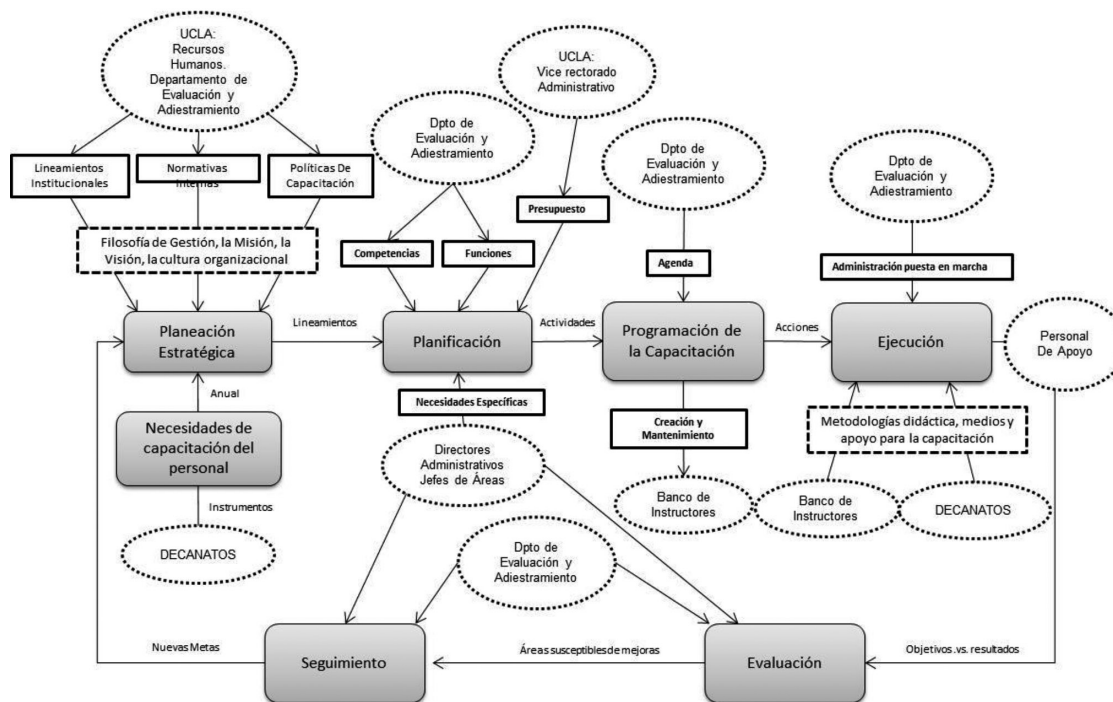 UCLA:
Recursos
Humanos.
Departamento de
Evaluación y
Adiestramiento
UCLA:
Vice rectorado
Administrativo
Dpto de
Evaluación y
Adiestramiento
Dpto de
Evaluación y
Adiestramiento
Dpto de
Evaluación y
Adiestramiento
Lineamientos
Institucionales
Normativas
Internas
Políticas De
Capacitación
Presupuesto
Filosofía de Gestión, la Misión, la
Visión, la cultura organizacional
Competencias
Funciones
Agenda
Administración puesta en marcha
Planeación
Estratégica
Lineamientos
Planificación
Actividades
Programación de
la Capacitación
Acciones
Ejecución
Personal
De Apoyo
Anual
Necesidades Específicas
Necesidades de
capacitación del
personal
Creación y
Mantenimiento
Metodologías didáctica, medios y
apoyo para la capacitación
Directores
Administrativos
Jefes de Áreas
Instrumentos
Banco de
Instructores
Banco de
Instructores
DECANATOS
DECANATOS
Dpto de
Evaluación y
Adiestramiento
Nuevas Metas
Seguimiento
Áreas susceptibles de mejoras
Evaluación
Objetivos .vs. resultados